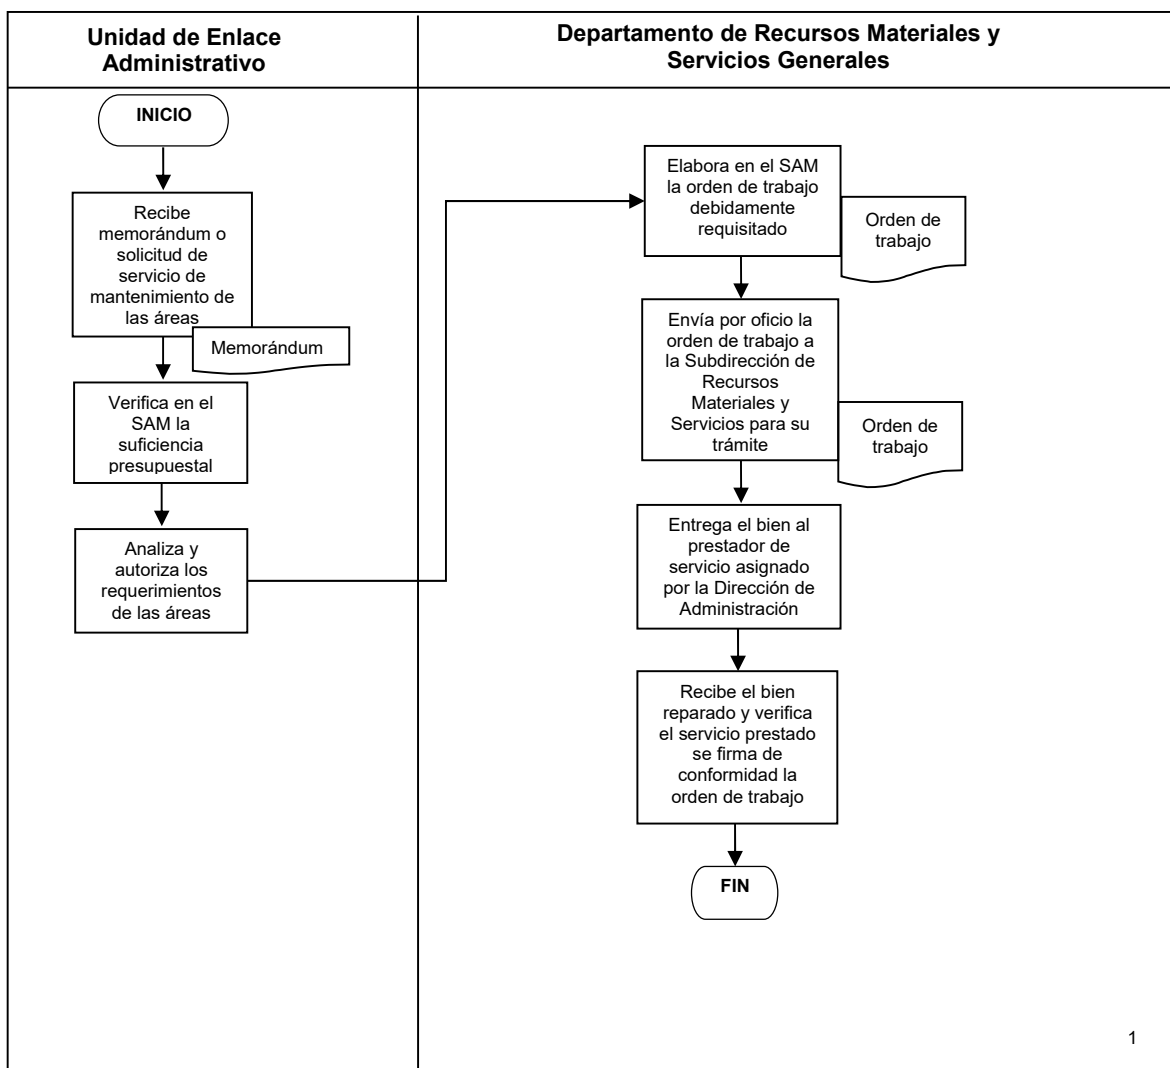 Unidad de Enlace
Administrativo
Departamento de Recursos Materiales y
Servicios Generales
INICIO
Recibe
memorándum o
solicitud de
servicio de
mantenimiento de
las áreas
Memorándum
Verifica en el
SAM la
suficiencia
presupuestal
Analiza y
autoriza los
requerimientos
de las áreas
Elabora en el SAM
la orden de trabajo
debidamente
requisitado
Orden de
trabajo
Envía por oficio la
orden de trabajo a
la Subdirección de
Recursos
Materiales y
Servicios para su
trámite
Orden de
trabajo
Entrega el bien al
prestador de
servicio asignado
por la Dirección de
Administración
Recibe el bien
reparado y verifica
el servicio prestado
se firma de
conformidad la
orden de trabajo
FIN
1